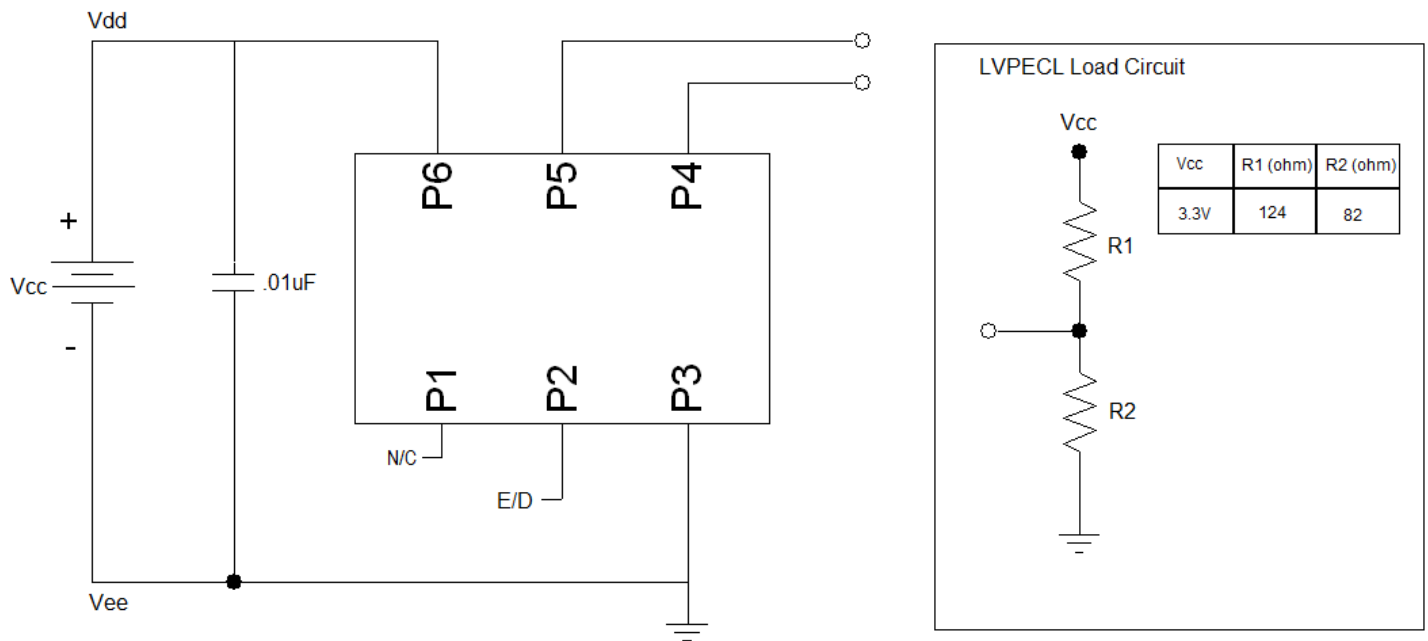 Vdd
P6
P5
P4
+
Vcc
-
.01uF
P1
P2
P3
N/C
E/D
Vee
LVPECL Load Circuit
Vcc
R1
R2
Vcc R1 (ohm) R2 (ohm)
3.3V 124 82